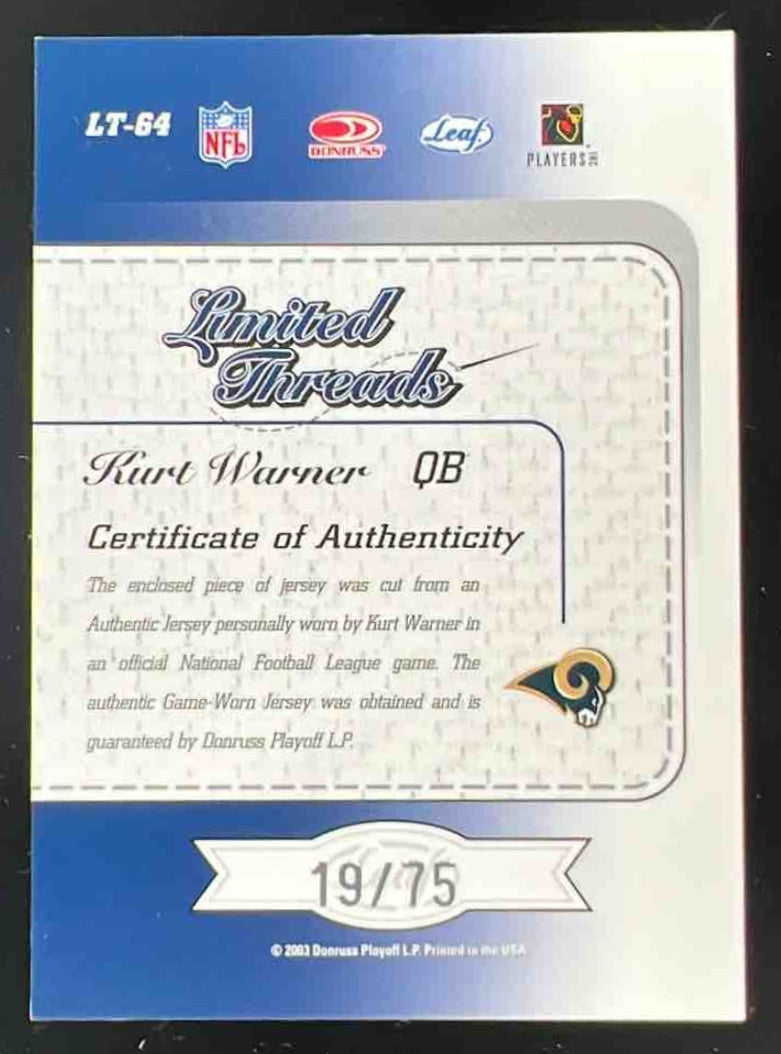 LT-64 NFL DONRUSS Leaf PLAYERS
Limited
Threads
Kurt Warner QB
Certificate of Authenticity
The enclosed piece of jersey was cut from an
Authentic Jersey personally worn by Kurt Warner in
an official National Football League game. The
authentic Game-Worn Jersey was obtained and is
guaranteed by Donruss Playoff L.P.
19/75
© 2003 Donruss Playoff L.P. Printed in the USA